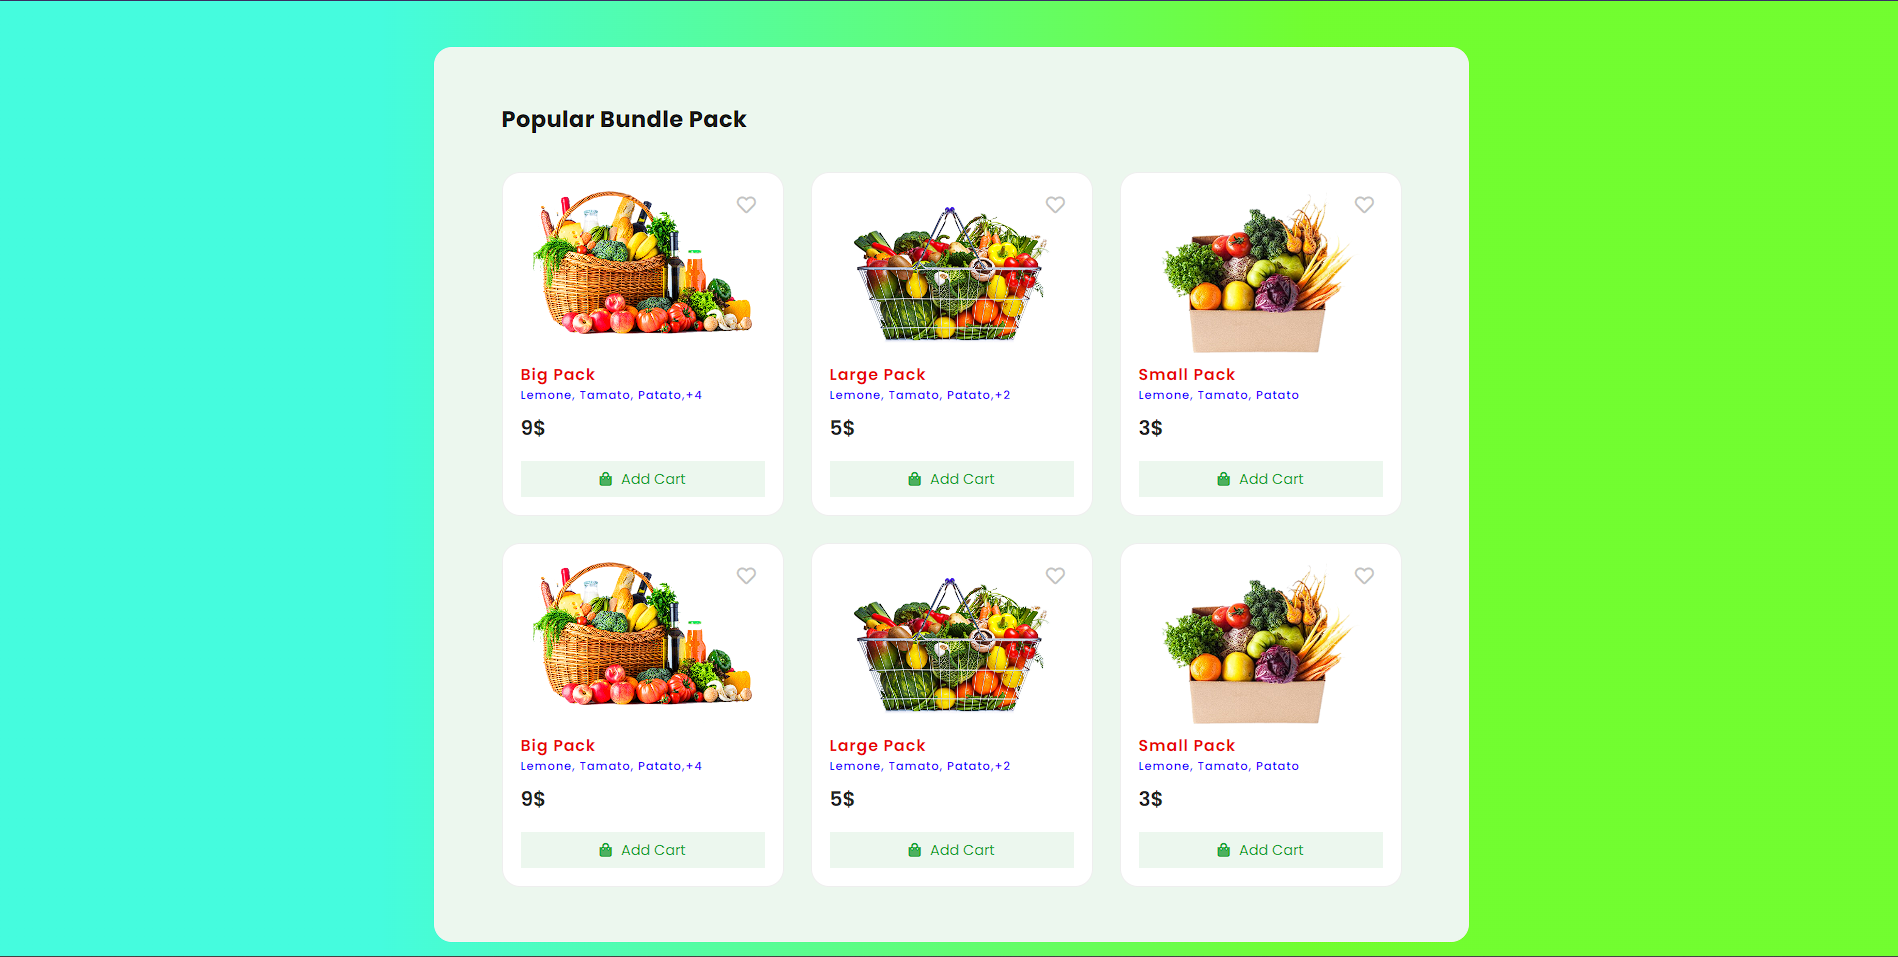 Popular Bundle Pack
Big Pack
Lemone, Tamato, Patato,+4
9$
Add Cart
Large Pack
Lemone, Tamato, Patato,+2
5$
Add Cart
Small Pack
Lemone, Tamato, Patato
3$
Add Cart
Big Pack
Lemone, Tamato, Patato,+4
9$
Add Cart
Large Pack
Lemone, Tamato, Patato,+2
5$
Add Cart
Small Pack
Lemone, Tamato, Patato
3$
Add Cart